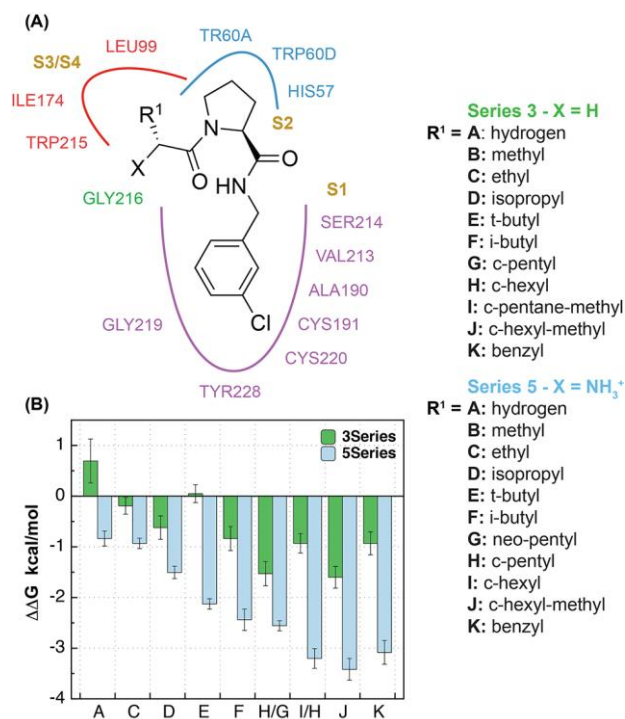 (A)
LEU99
TR60A
TRP60D
S3/S4
HIS57
ILE174
R¹
N
S2
TRP215
X
O
O
NH
GLY216
S1
SER214
VAL213
ALA190
Cl
GLY219
CYS191
CYS220
TYR228
Series 3 - X = H
R¹ = A: hydrogen
B: methyl
C: ethyl
D: isopropyl
E: t-butyl
F: i-butyl
G: c-pentyl
H: c-hexyl
I: c-pentane-methyl
J: c-hexyl-methyl
K: benzyl
Series 5 - X = NH₃⁺
R¹ = A: hydrogen
B: methyl
C: ethyl
D: isopropyl
E: t-butyl
F: i-butyl
G: neo-pentyl
H: c-pentyl
I: c-hexyl
J: c-hexyl-methyl
K: benzyl
(B)
3Series
5Series
ΔΔG kcal/mol
1
0
-1
-2
-3
-4
A C D E F H/G I/H J K